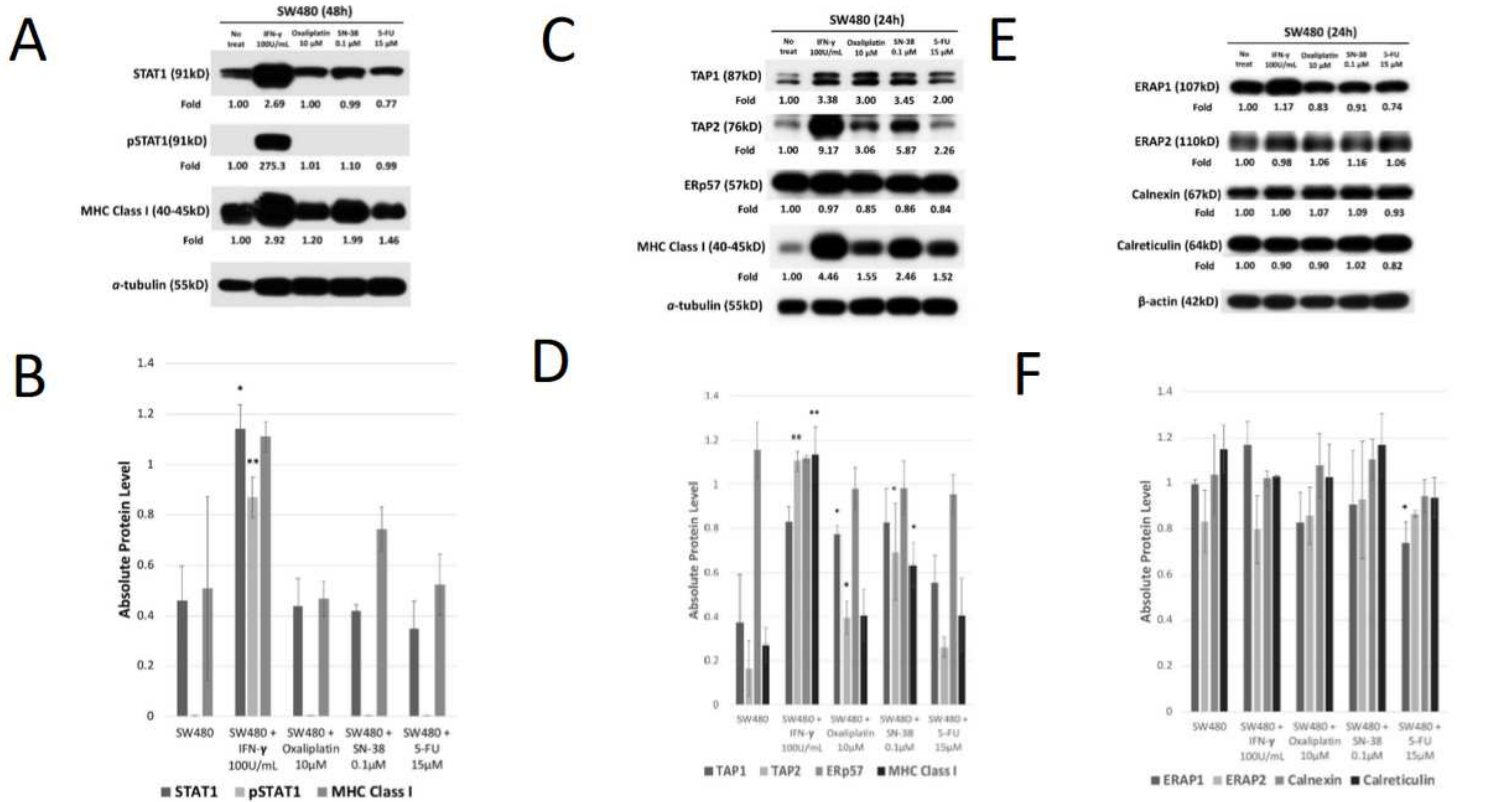 A
SW480 (48h)
No treat IFN-γ 100U/mL Oxaliplatin 10 µM SN-38 0.1 µM 5-FU 15 µM
STAT1 (91kD)
Fold 1.00 2.69 1.00 0.99 0.77
pSTAT1(91kD)
Fold 1.00 275.3 1.01 1.10 0.99
MHC Class I (40-45kD)
Fold 1.00 2.92 1.20 1.99 1.46
α-tubulin (55kD)
C
SW480 (24h)
No treat IFN-γ 100U/mL Oxaliplatin 10 µM SN-38 0.1 µM 5-FU 15 µM
TAP1 (87kD)
Fold 1.00 3.38 3.00 3.45 2.00
TAP2 (76kD)
Fold 1.00 9.17 3.06 5.87 2.26
ERp57 (57kD)
Fold 1.00 0.97 0.85 0.86 0.84
MHC Class I (40-45kD)
Fold 1.00 4.46 1.55 2.46 1.52
α-tubulin (55kD)
E
SW480 (24h)
No treat IFN-γ 100U/mL Oxaliplatin 10 µM SN-38 0.1 µM 5-FU 15 µM
ERAP1 (107kD)
Fold 1.00 1.17 0.83 0.91 0.74
ERAP2 (110kD)
Fold 1.00 0.98 1.06 1.16 1.06
Calnexin (67kD)
Fold 1.00 1.00 1.07 1.09 0.93
Calreticulin (64kD)
Fold 1.00 0.90 0.90 1.02 0.82
β-actin (42kD)
B
Absolute Protein Level
1.4
1.2
1
0.8
0.6
0.4
0.2
0
*
**
SW480 SW480 + IFN-γ 100U/mL SW480 + Oxaliplatin 10µM SW480 + SN-38 0.1µM SW480 + 5-FU 15µM
STAT1 pSTAT1 MHC Class I
D
Absolute Protein Level
1.4
1.2
1
0.8
0.6
0.4
0.2
0
** **
* * * *
SW480 SW480 + IFN-γ 100U/mL SW480 + Oxaliplatin 10µM SW480 + SN-38 0.1µM SW480 + 5-FU 15µM
TAP1 TAP2 ERp57 MHC Class I
F
Absolute Protein Level
1.4
1.2
1
0.8
0.6
0.4
0.2
0
*
SW480 SW480 + IFN-γ 100U/mL SW480 + Oxaliplatin 10µM SW480 + SN-38 0.1µM SW480 + 5-FU 15µM
ERAP1 ERAP2 Calnexin Calreticulin